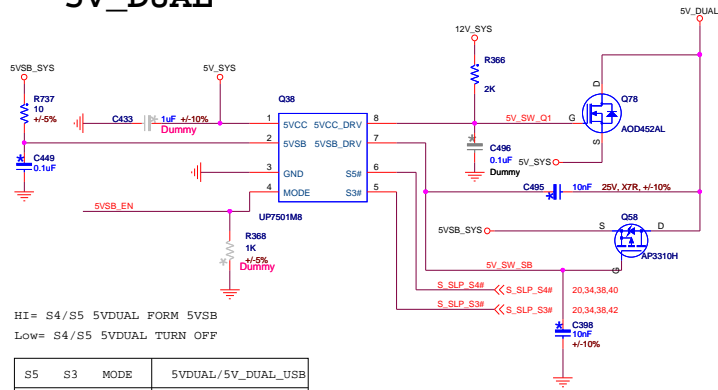 5V_DUAL
5V_DUAL
12V_SYS
5VSB_SYS
5V_SYS
R366
2K
R737
10
+/-5%
Q38
Q78
D
G
S
AOD452AL
C433
1uF +/-10%
Dummy
1 5VCC 5VCC_DRV 8
5V_SW_Q1
2 5VSB 5VSB_DRV 7
C449
0.1uF
C496
0.1uF
Dummy
5V_SYS
3 GND S5# 6
4 MODE S3# 5
C495
10nF 25V, X7R, +/-10%
5VSB_EN
UP7501M8
Q58
5VSB_SYS
S D
G
AP3310H
R368
1K
+/-5%
Dummy
5V_SW_SB
S_SLP_S4# S_SLP_S4# 20,34,38,40
S_SLP_S3# S_SLP_S3# 20,34,38,42
HI= S4/S5 5VDUAL FORM 5VSB
Low= S4/S5 5VDUAL TURN OFF
C398
10nF
+/-10%
S5 S3 MODE 5VDUAL/5V_DUAL_USB